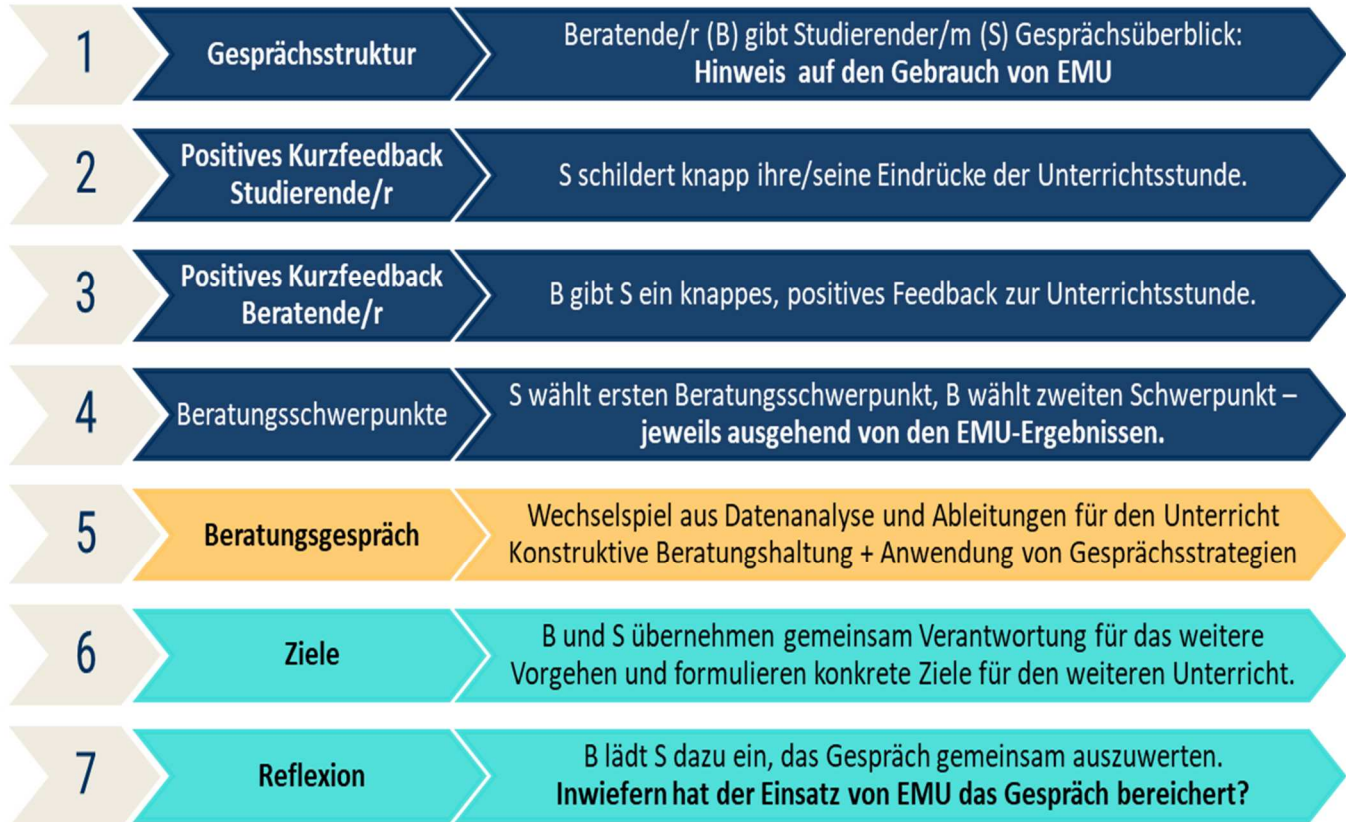 1
Gesprächsstruktur
Beratende/r (B) gibt Studierender/m (S) Gesprächsüberblick:
Hinweis auf den Gebrauch von EMU
2
Positives Kurzfeedback
Studierende/r
S schildert knapp ihre/seine Eindrücke der Unterrichtsstunde.
3
Positives Kurzfeedback
Beratende/r
B gibt S ein knappes, positives Feedback zur Unterrichtsstunde.
4
Beratungsschwerpunkte
S wählt ersten Beratungsschwerpunkt, B wählt zweiten Schwerpunkt –
jeweils ausgehend von den EMU-Ergebnissen.
5
Beratungsgespräch
Wechselspiel aus Datenanalyse und Ableitungen für den Unterricht
Konstruktive Beratungshaltung + Anwendung von Gesprächsstrategien
6
Ziele
B und S übernehmen gemeinsam Verantwortung für das weitere
Vorgehen und formulieren konkrete Ziele für den weiteren Unterricht.
7
Reflexion
B lädt S dazu ein, das Gespräch gemeinsam auszuwerten.
Inwiefern hat der Einsatz von EMU das Gespräch bereichert?